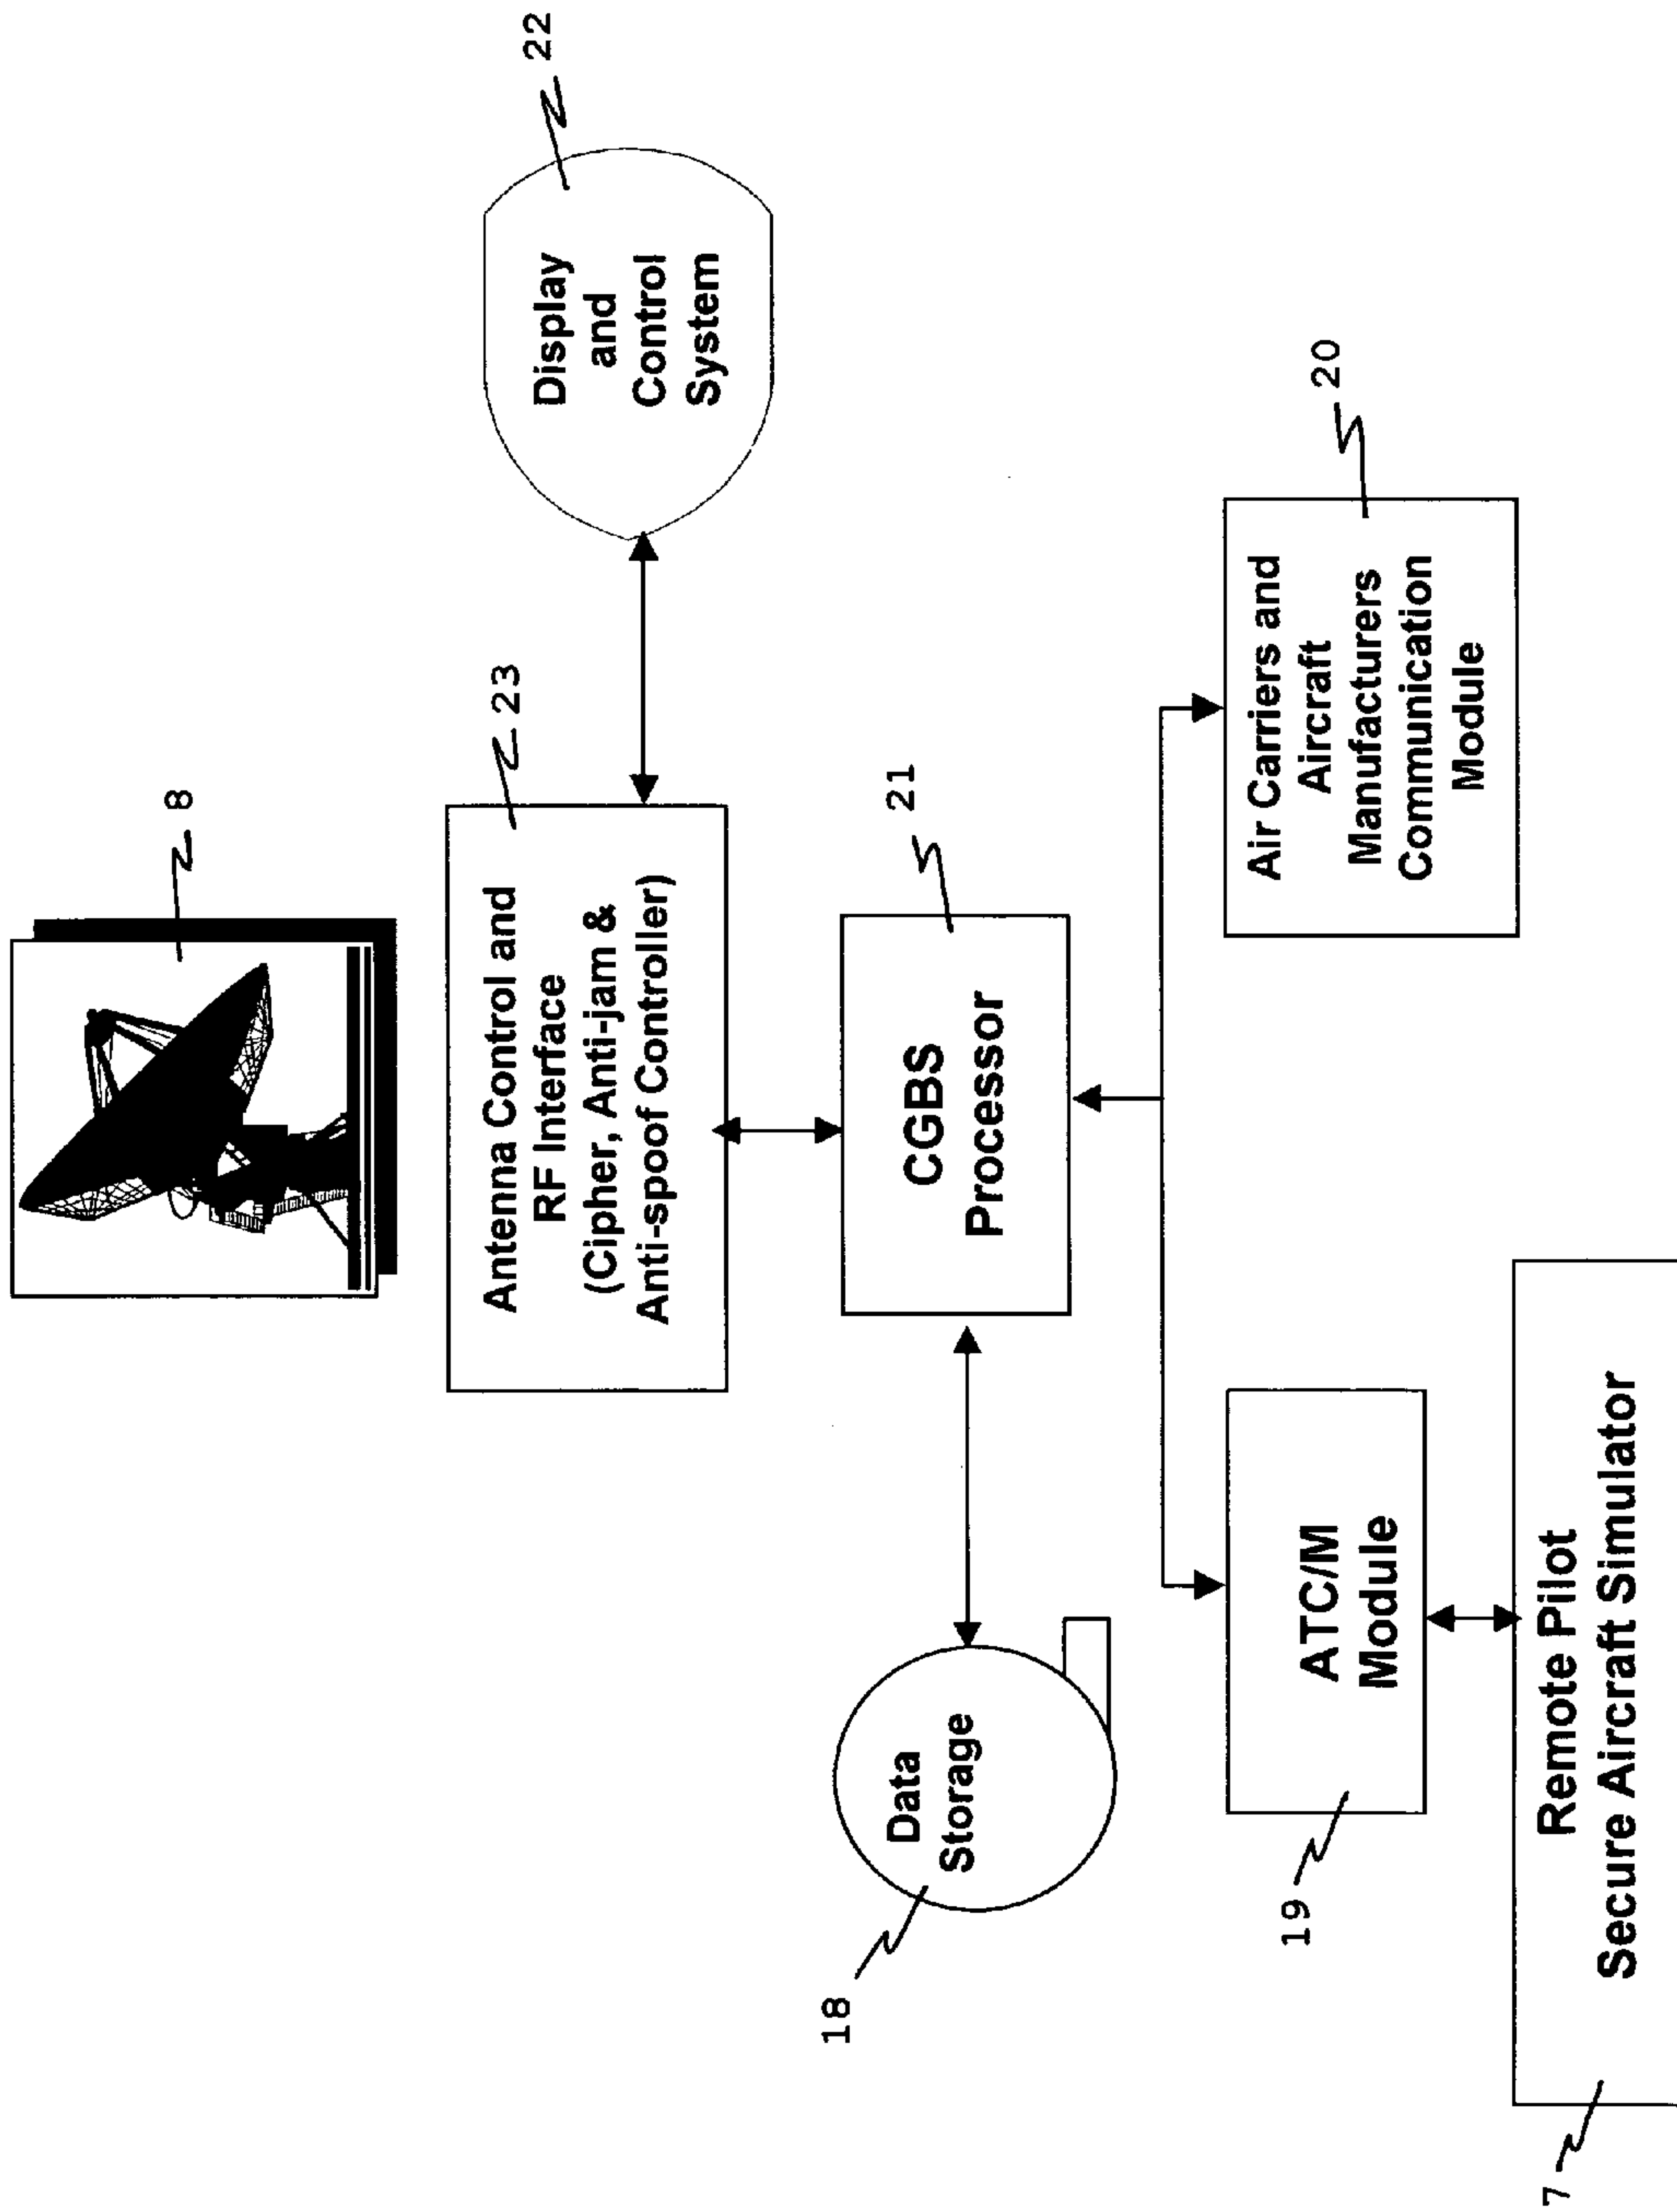 8
Antenna Control and
RF Interface
(Cipher, Anti-jam &
Anti-spoof Controller)
23
Display
and
Control
System
22
Data
Storage
18
CGBS
Processor
21
ATC/M
Module
19
Air Carriers and
Aircraft
Manufacturers
Communication
Module
20
Remote Pilot
Secure Aircraft Simulator
7